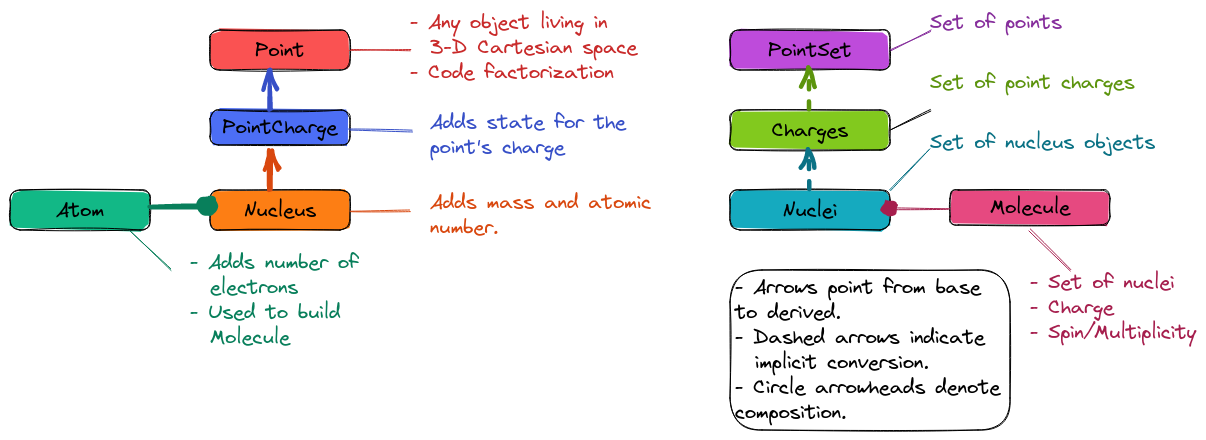 Point
- Any object living in
3-D Cartesian space
- Code factorization
PointCharge
Adds state for the
point's charge
Atom
Nucleus
Adds mass and atomic
number.
- Adds number of
electrons
- Used to build
Molecule
PointSet
Set of points
Set of point charges
Charges
Set of nucleus objects
Nuclei
Molecule
- Set of nuclei
- Charge
- Spin/Multiplicity
- Arrows point from base
to derived.
- Dashed arrows indicate
implicit conversion.
- Circle arrowheads denote
composition.